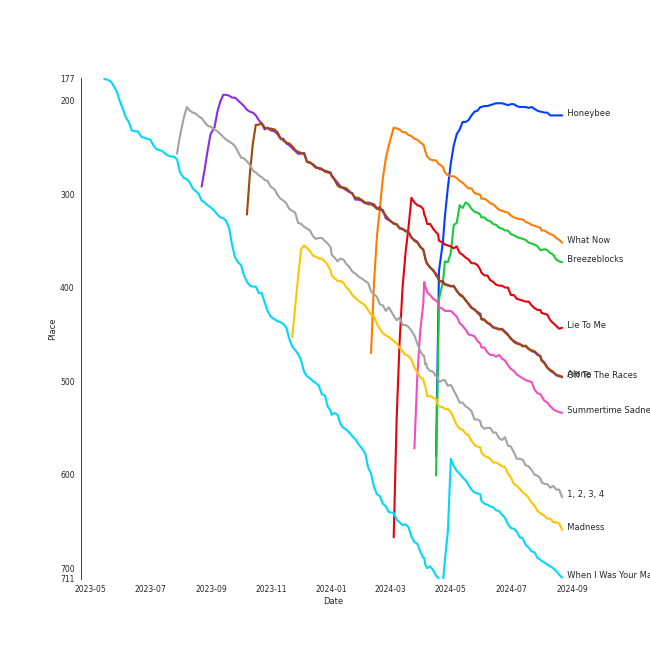 177
200
300
400
500
600
700
711
Place
2023-05
2023-07
2023-09
2023-11
2024-01
2024-03
2024-05
2024-07
2024-09
Date
Honeybee
What Now
Breezeblocks
Lie To Me
Off To The Races
Summertime Sadne
1, 2, 3, 4
Madness
When I Was Your Ma